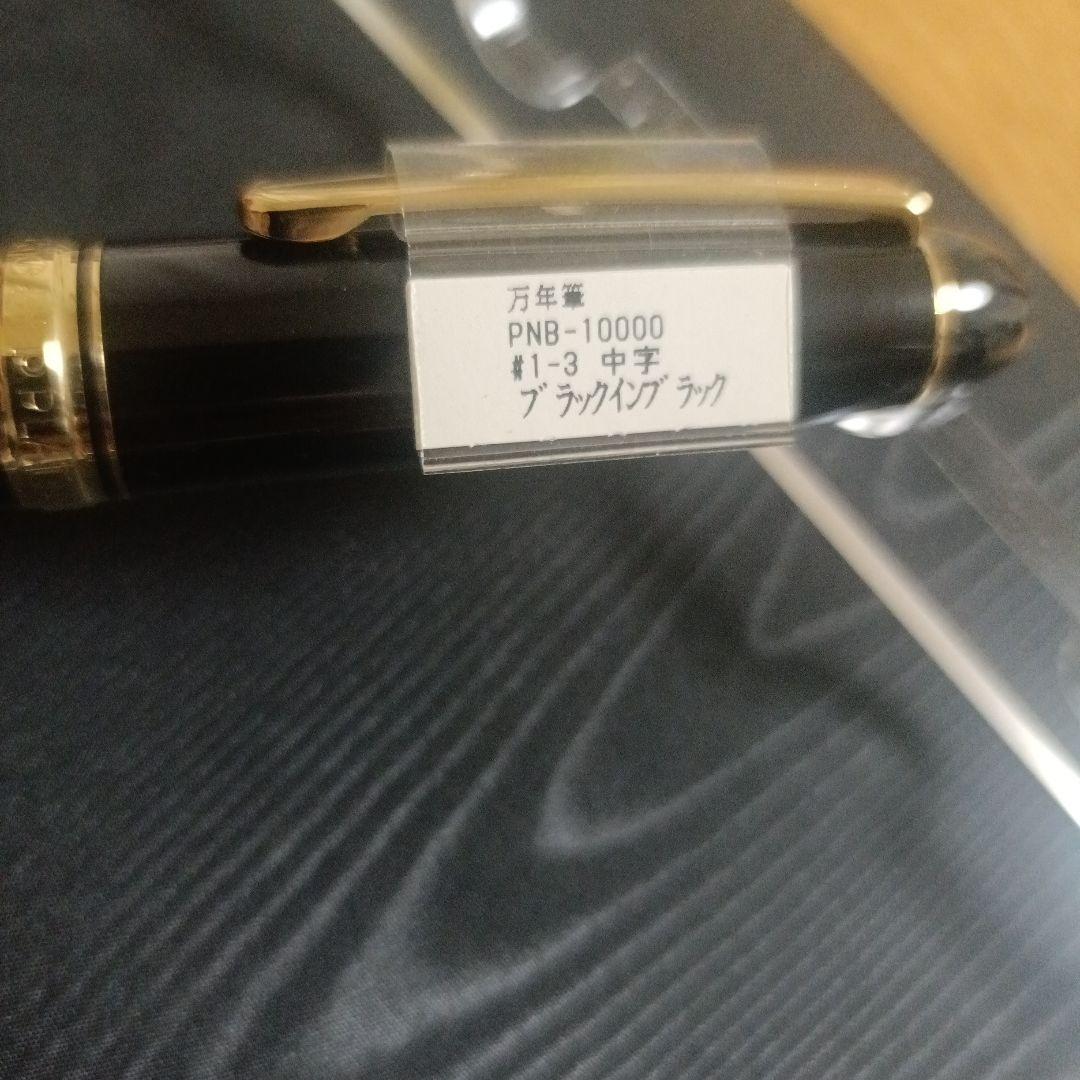 万年筆
PNB-10000
#1-3 中字
ブラックインブラック